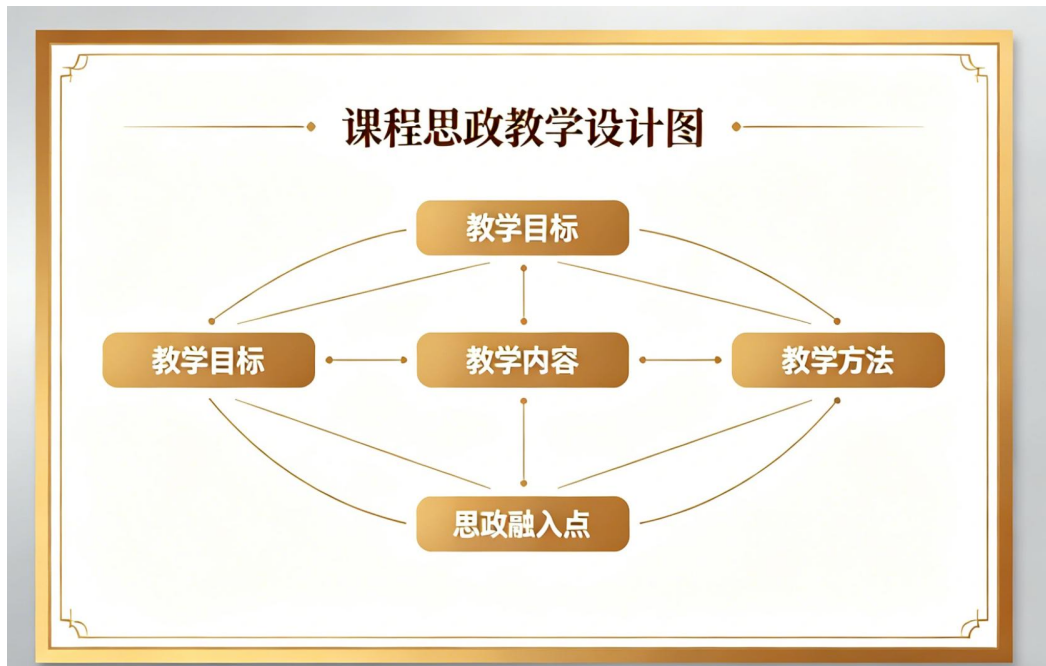 课程思政教学设计图
教学目标
教学目标
教学内容
教学方法
思政融入点